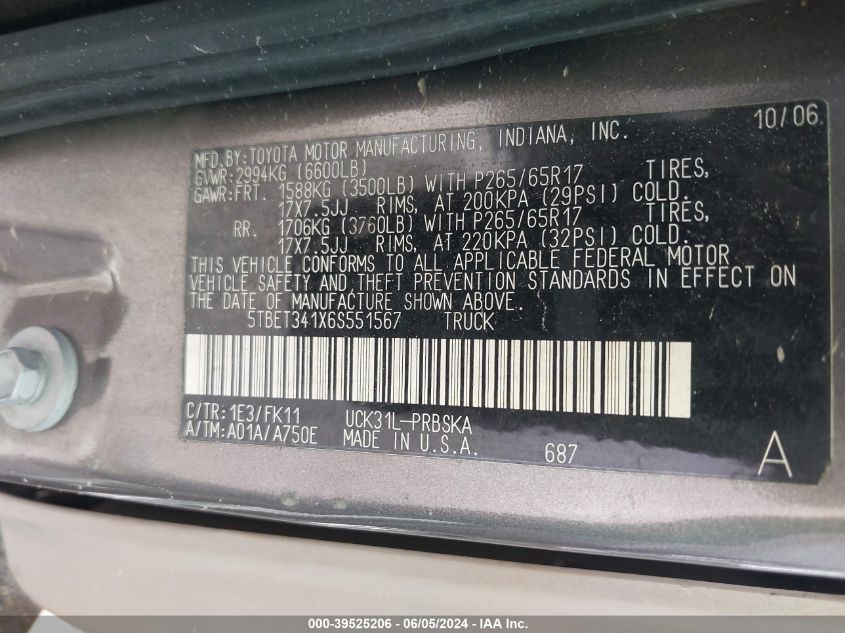 10/06
MFD.BY:TOYOTA MOTOR MANUFACTURING, INDIANA, INC.
GVWR:2994KG (6600LB)
GAWR:FRT. 1588KG (3500LB) WITH P265/65R17 TIRES,
17X7.5JJ RIMS, AT 200KPA (29PSI) COLD.
RR. 1706KG (3760LB) WITH P265/65R17 TIRES,
17X7.5JJ RIMS, AT 220KPA (32PSI) COLD.
THIS VEHICLE CONFORMS TO ALL APPLICABLE FEDERAL MOTOR
VEHICLE SAFETY AND THEFT PREVENTION STANDARDS IN EFFECT ON
THE DATE OF MANUFACTURE SHOWN ABOVE.
5TBET341X6S551567 TRUCK
C/TR:1E3/FK11 UCK31L-PRBSKA
A/TM:A01A/A750E MADE IN U.S.A. 687 A
000-39525206 - 06/05/2024 - IAA Inc.